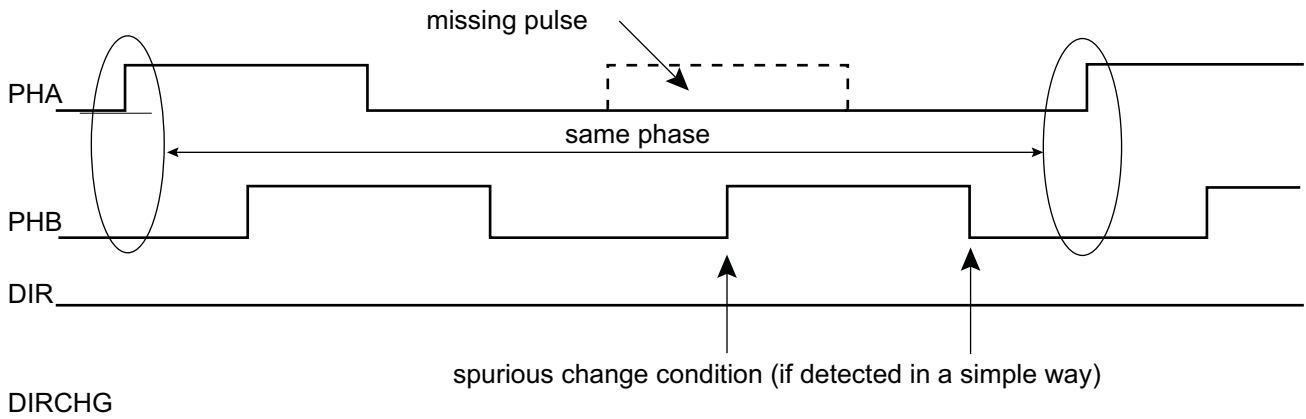 missing pulse
PHA
same phase
PHB
DIR
spurious change condition (if detected in a simple way)
DIRCHG